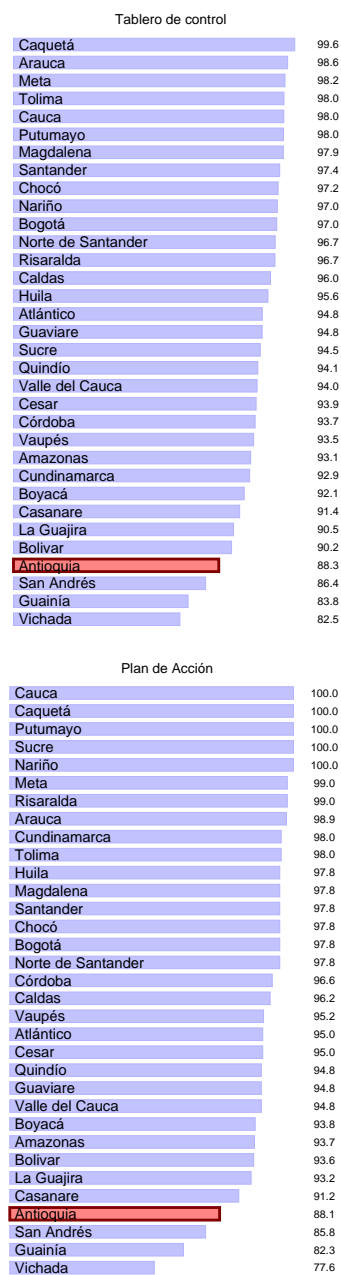 Tablero de control
Caquetá 99.6
Arauca 98.6
Meta 98.2
Tolima 98.0
Cauca 98.0
Putumayo 98.0
Magdalena 97.9
Santander 97.4
Chocó 97.2
Nariño 97.0
Bogotá 97.0
Norte de Santander 96.7
Risaralda 96.7
Caldas 96.0
Huila 95.6
Atlántico 94.8
Guaviare 94.8
Sucre 94.5
Quindío 94.1
Valle del Cauca 94.0
Cesar 93.9
Córdoba 93.7
Vaupés 93.5
Amazonas 93.1
Cundinamarca 92.9
Boyacá 92.1
Casanare 91.4
La Guajira 90.5
Bolivar 90.2
Antioquia 88.3
San Andrés 86.4
Guainía 83.8
Vichada 82.5
Plan de Acción
Cauca 100.0
Caquetá 100.0
Putumayo 100.0
Sucre 100.0
Nariño 100.0
Meta 99.0
Risaralda 99.0
Arauca 98.9
Cundinamarca 98.0
Tolima 98.0
Huila 97.8
Magdalena 97.8
Santander 97.8
Chocó 97.8
Bogotá 97.8
Norte de Santander 97.8
Córdoba 96.6
Caldas 96.2
Vaupés 95.2
Atlántico 95.0
Cesar 95.0
Quindío 94.8
Guaviare 94.8
Valle del Cauca 94.8
Boyacá 93.8
Amazonas 93.7
Bolivar 93.6
La Guajira 93.2
Casanare 91.2
Antioquia 88.1
San Andrés 85.8
Guainía 82.3
Vichada 77.6